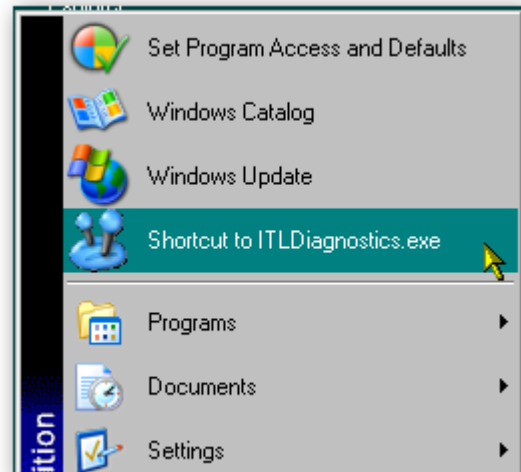 Set Program Access and Defaults
Windows Catalog
Windows Update
Shortcut to ITLDiagnostics.exe
Programs
Documents
Settings
ition